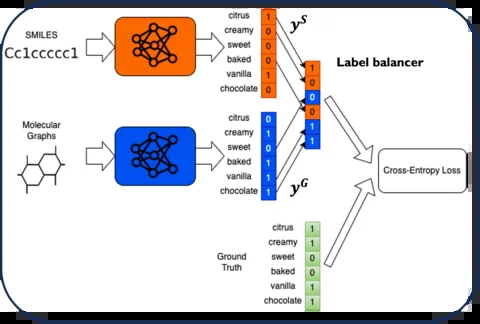 SMILES
Cc1ccccc1
citrus 1
creamy 0
sweet 0
baked 0
vanilla 1
chocolate 0
y^S
Label balancer
1
0
0
0
1
1
Molecular
Graphs
citrus 0
creamy 1
sweet 0
baked 1
vanilla 1
chocolate 1
y^G
Cross-Entropy Loss
Ground
Truth
citrus 1
creamy 1
sweet 0
baked 0
vanilla 1
chocolate 1